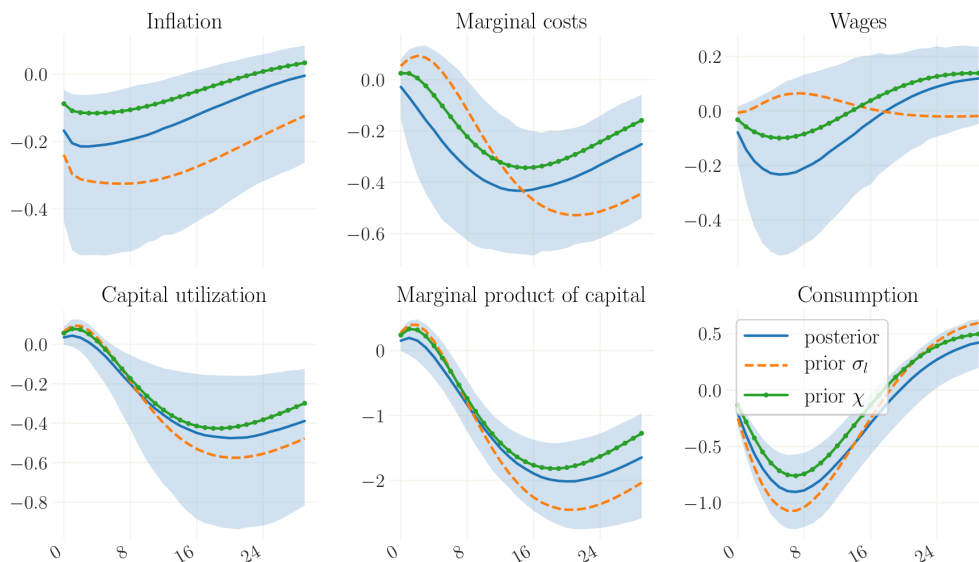 Inflation Marginal costs Wages
0.0 −0.2 −0.4
0.0 −0.2 −0.4 −0.6
0.2 0.0 −0.2 −0.4
Capital utilization Marginal product of capital Consumption
0.0 −0.2 −0.4 −0.6 −0.8
0 −1 −2
0.5 0.0 −0.5 −1.0
posterior
prior σl
prior χ
0 8 16 24
0 8 16 24
0 8 16 24